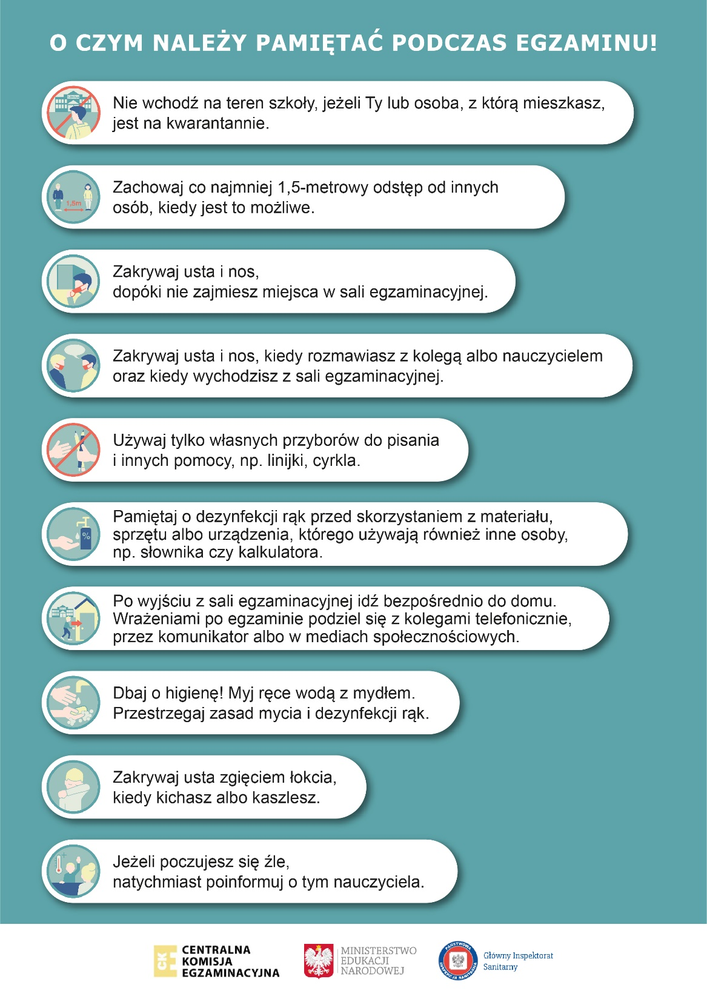 O CZYM NALEŻY PAMIĘTAĆ PODCZAS EGZAMINU!
SZKOŁA
Nie wchodź na teren szkoły, jeżeli Ty lub osoba, z którą mieszkasz,
jest na kwarantannie.
1,5m
Zachowaj co najmniej 1,5-metrowy odstęp od innych
osób, kiedy jest to możliwe.
Zakrywaj usta i nos,
dopóki nie zajmiesz miejsca w sali egzaminacyjnej.
Zakrywaj usta i nos, kiedy rozmawiasz z kolegą albo nauczycielem
oraz kiedy wychodzisz z sali egzaminacyjnej.
Używaj tylko własnych przyborów do pisania
i innych pomocy, np. linijki, cyrkla.
%
Pamiętaj o dezynfekcji rąk przed skorzystaniem z materiału,
sprzętu albo urządzenia, którego używają również inne osoby,
np. słownika czy kalkulatora.
Po wyjściu z sali egzaminacyjnej idź bezpośrednio do domu.
Wrażeniami po egzaminie podziel się z kolegami telefonicznie,
przez komunikator albo w mediach społecznościowych.
Dbaj o higienę! Myj ręce wodą z mydłem.
Przestrzegaj zasad mycia i dezynfekcji rąk.
Zakrywaj usta zgięciem łokcia,
kiedy kichasz albo kaszlesz.
Jeżeli poczujesz się źle,
natychmiast poinformuj o tym nauczyciela.
CKE
CENTRALNA
KOMISJA
EGZAMINACYJNA
MINISTERSTWO
EDUKACJI
NARODOWEJ
PAŃSTWOWA
INSPEKCJA SANITARNA
Główny Inspektorat
Sanitarny